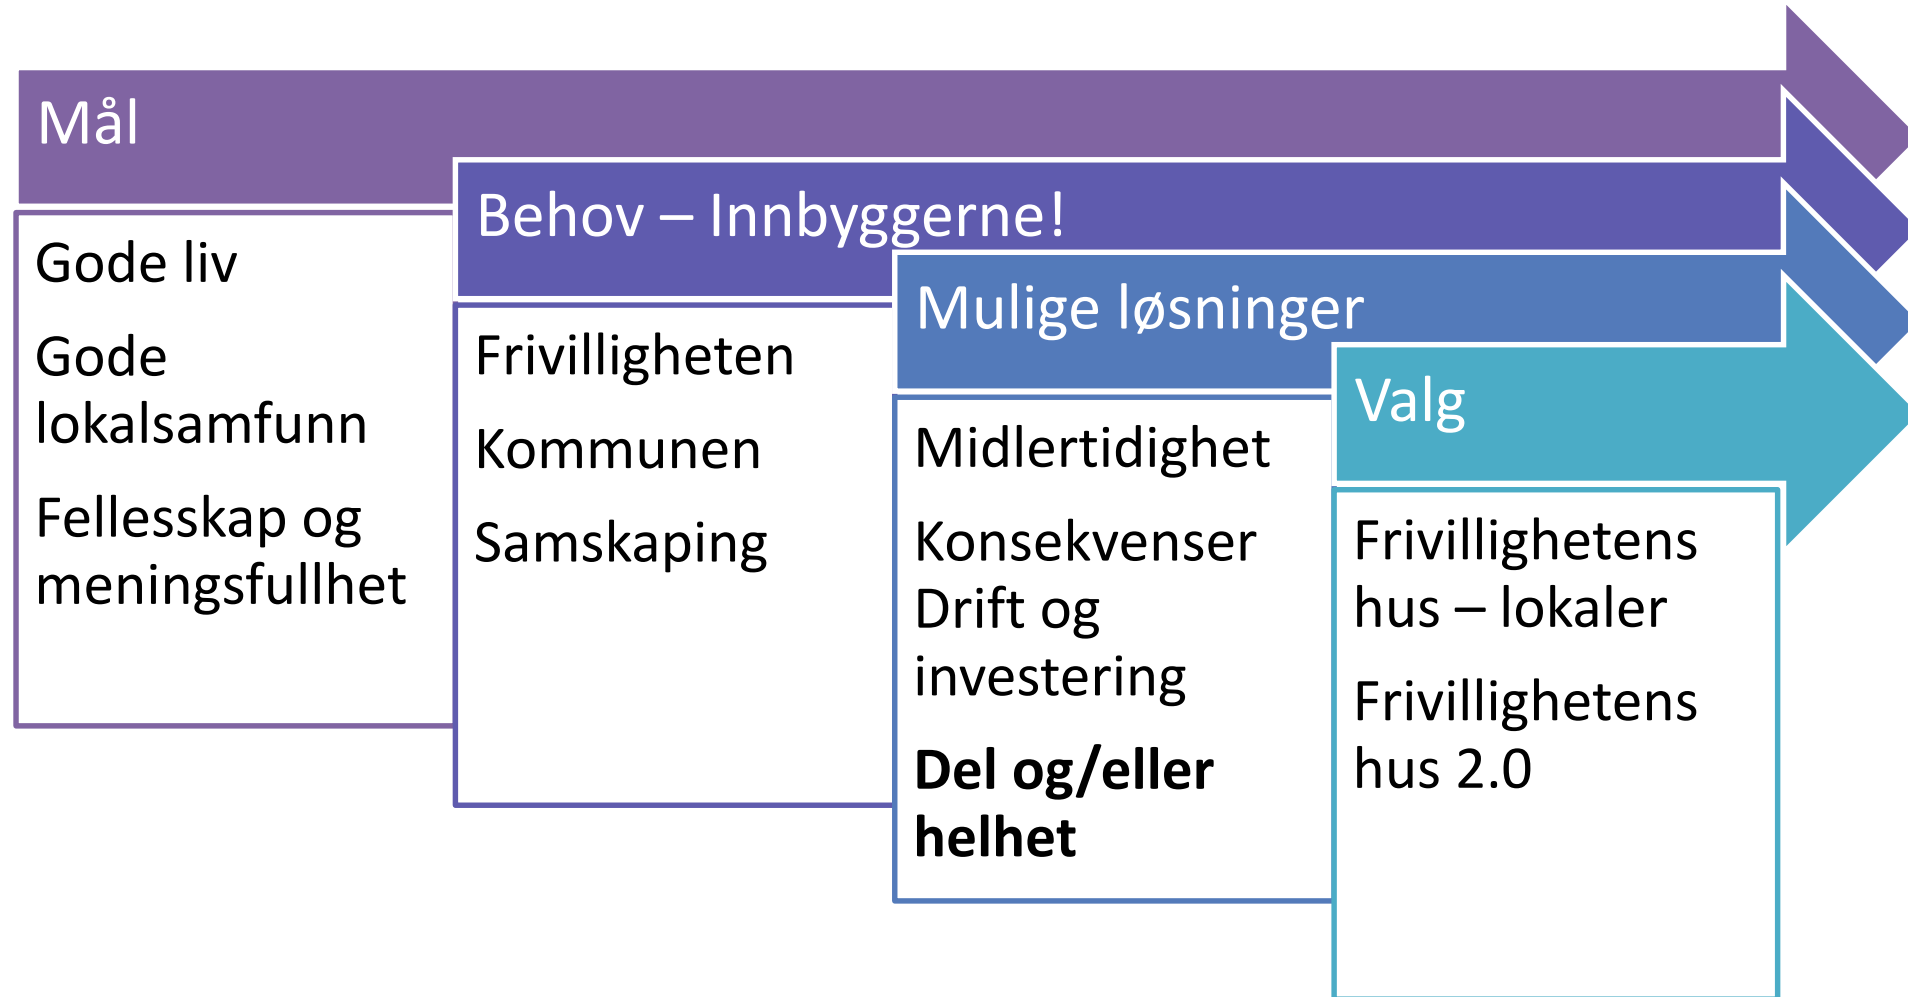 Mål
Gode liv
Gode
lokalsamfunn
Fellesskap og
meningsfullhet
Behov – Innbyggerne!
Frivilligheten
Kommunen
Samskaping
Mulige løsninger
Midlertidighet
Konsekvenser
Drift og
investering
Del og/eller
helhet
Valg
Frivillighetens
hus – lokaler
Frivillighetens
hus 2.0